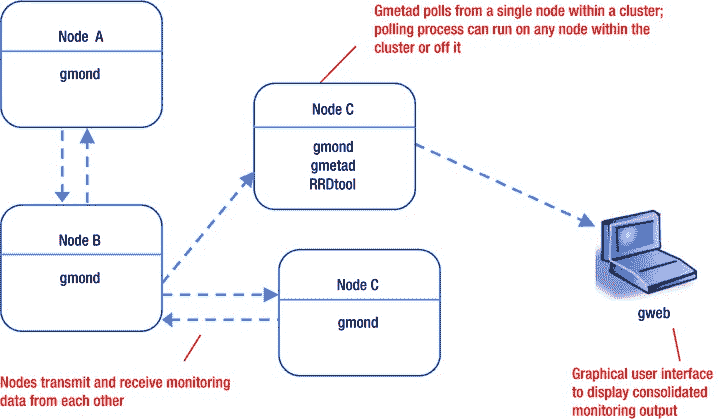 Gmetad polls from a single node within a cluster;
polling process can run on any node within the
cluster or off it
Node A
gmond
Node C
gmond
gmetad
RRDtool
Node B
gmond
Node C
gmond
gweb
Nodes transmit and receive monitoring
data from each other
Graphical user interface
to display consolidated
monitoring output